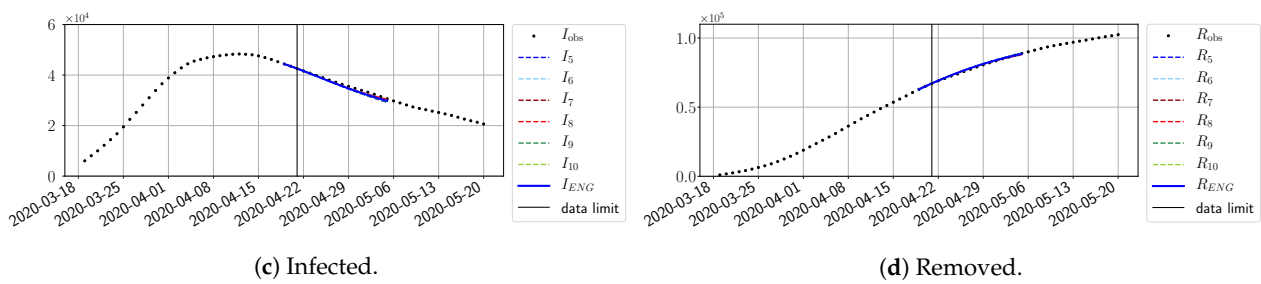 ×10⁴
6
4
2
0
2020-03-18
2020-03-25
2020-04-01
2020-04-08
2020-04-15
2020-04-22
2020-04-29
2020-05-06
2020-05-13
2020-05-20
I_obs
I_5
I_6
I_7
I_8
I_9
I_10
I_ENG
data limit
(c) Infected.
×10⁵
1.0
0.5
0.0
2020-03-18
2020-03-25
2020-04-01
2020-04-08
2020-04-15
2020-04-22
2020-04-29
2020-05-06
2020-05-13
2020-05-20
R_obs
R_5
R_6
R_7
R_8
R_9
R_10
R_ENG
data limit
(d) Removed.